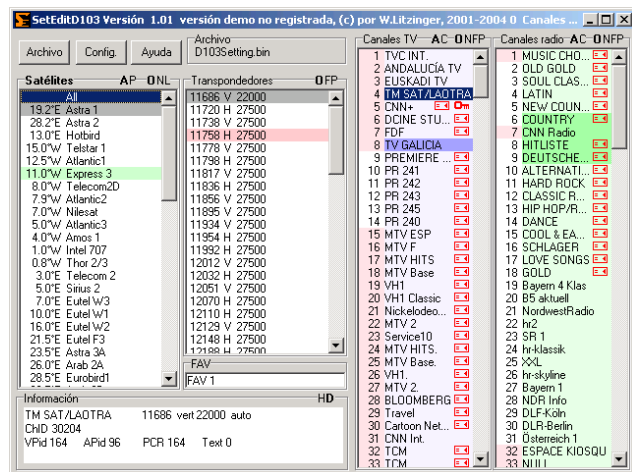 SetEditD103 Versión 1.01 versión demo no registrada, (c) por W.Litzinger, 2001-2004 0 Canales ...
Archivo
Config.
Ayuda
Archivo
D103Setting.bin
Satélites AP ONL
All
19.2°E Astra 1
28.2°E Astra 2
13.0°E Hotbird
15.0°W Telstar 1
12.5°W Atlantic1
11.0°W Express 3
8.0°W Telecom2D
7.9°W Atlantic2
7.0°W Nilesat
5.0°W Atlantic3
4.0°W Amos 1
1.0°W Intel 707
0.8°W Thor 2/3
3.0°E Telecom 2
5.0°E Sirius 2
7.0°E Eutel W3
10.0°E Eutel W1
16.0°E Eutel W2
21.5°E Eutel F3
23.5°E Astra 3A
26.0°E Arab 2A
28.5°E Eurobird1
Transpondedores OFP
11686 V 22000
11720 H 27500
11738 V 27500
11758 H 27500
11778 V 27500
11798 H 27500
11817 V 27500
11836 H 27500
11856 V 27500
11895 V 27500
11934 V 27500
11954 H 27500
11992 H 27500
12012 V 27500
12032 H 27500
12051 V 27500
12070 H 27500
12110 H 27500
12129 V 27500
12148 H 27500
12188 H 27500
FAV
FAV 1
Canales TV AC ONFP
1 TVC INT.
2 ANDALUCÍA TV
3 EUSKADI TV
4 TM SAT/LAOTRA
5 CNN+
6 DCINE STU...
7 FDF
8 TV GALICIA
9 PREMIERE ...
10 PR 241
11 PR 242
12 PR 243
13 PR 245
14 PR 240
15 MTV ESP
16 MTV F
17 MTV HITS
18 MTV Base
19 VH1
20 VH1 Classic
21 Nickelodeo...
22 MTV 2
23 Service10
24 MTV HITS.
25 MTV Base.
26 VH1.
27 MTV 2.
28 BLOOMBERG
29 Travel
30 Cartoon Net...
31 CNN Int.
32 TCM
33 TCM
Canales radio AC ONFP
1 MUSIC CHO...
2 OLD GOLD
3 SOUL CLAS...
4 LATIN
5 NEW COUN...
6 COUNTRY
7 CNN Radio
8 HITLISTE
9 DEUTSCHE...
10 ALTERNATI...
11 HARD ROCK
12 CLASSIC R...
13 HIP HOP/R...
14 DANCE
15 COOL & EA...
16 SCHLAGER
17 LOVE SONGS
18 GOLD
19 Bayern 4 Klas
20 B5 aktuell
21 NordwestRadio
22 hr2
23 SR 1
24 hr-klassik
25 XXL
26 hr-skyline
27 Bayern 1
28 NDR Info
29 DLF-Köln
30 DLR-Berlin
31 Österreich 1
32 ESPACE KIOSQU
33 NULL
Información HD
TM SAT/LAOTRA 11686 vert 22000 auto
ChID 30204
VPid 164 APid 96 PCR 164 Text 0